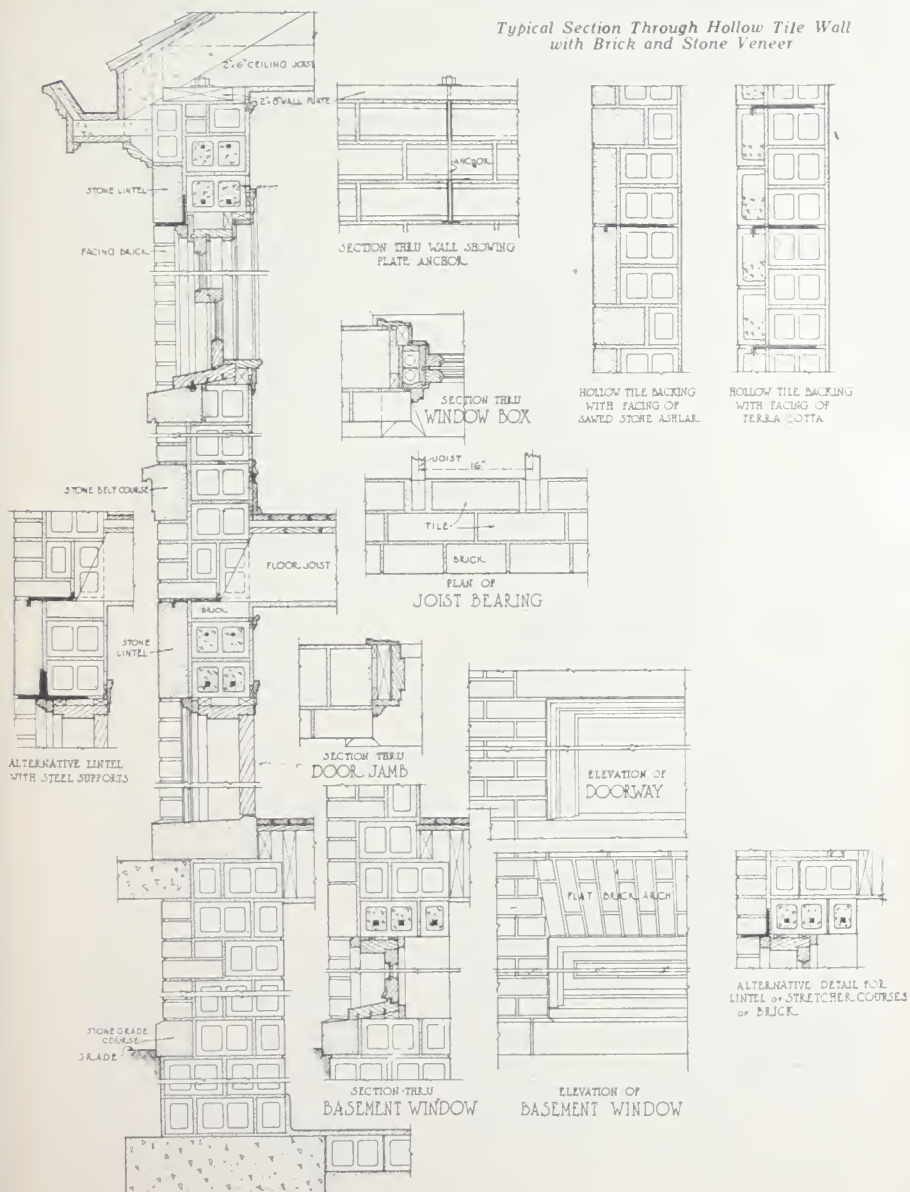 Typical Section Through Hollow Tile Wall
with Brick and Stone Veneer
2"x6" CEILING JOIST
2"x8" WALL PLATE
STONE LINTEL
FACING BRICK
ANCHOR
SECTION THRU WALL SHOWING
PLATE ANCHOR
SECTION THRU
WINDOW BOX
HOLLOW TILE BACKING
WITH FACING OF
SAWED STONE ASHLAR
HOLLOW TILE BACKING
WITH FACING OF
TERRA COTTA
STONE BELT COURSE
JOIST
16"
TILE
BRICK
PLAN OF
JOIST BEARING
FLOOR JOIST
BRICK
STONE
LINTEL
ALTERNATIVE LINTEL
WITH STEEL SUPPORTS
SECTION THRU
DOOR JAMB
ELEVATION OF
DOORWAY
FLAT BRICK ARCH
ALTERNATIVE DETAIL FOR
LINTEL OF STRETCHER COURSES
OF BRICK
STONE GRADE
COURSE
GRADE
SECTION THRU
BASEMENT WINDOW
ELEVATION OF
BASEMENT WINDOW